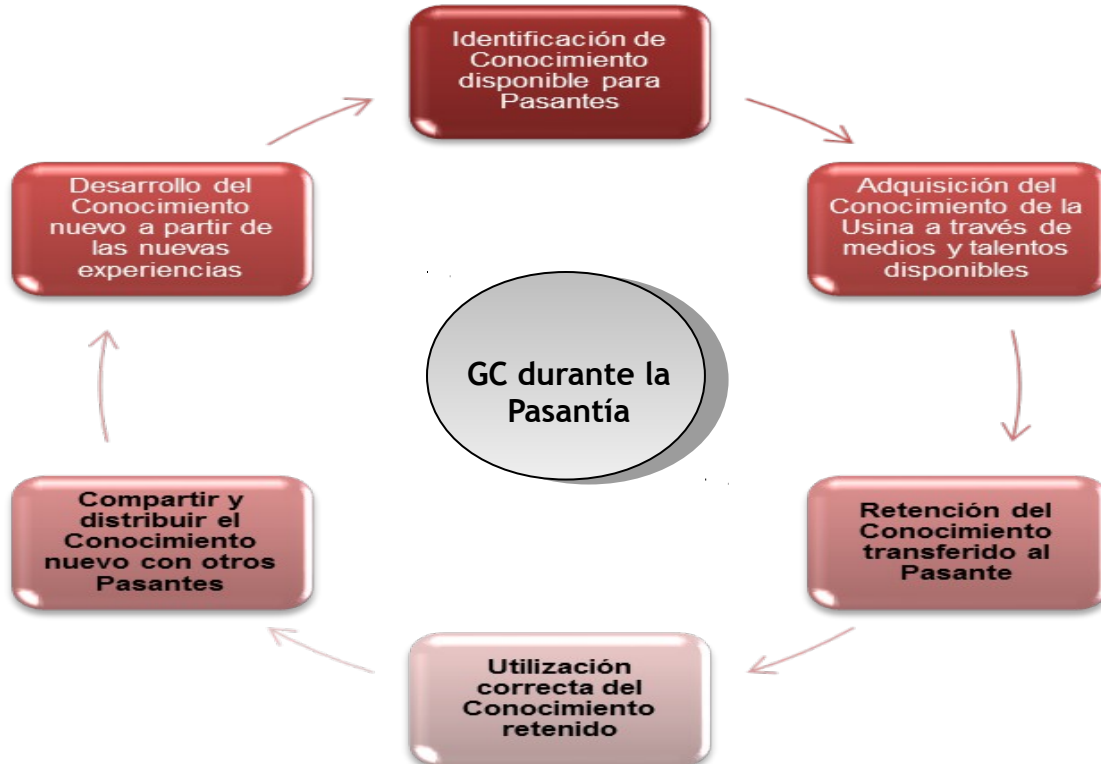 Identificación de
Conocimiento
disponible para
Pasantes
Adquisición del
Conocimiento de la
Usina a través de
medios y talentos
disponibles
Retención del
Conocimiento
transferido al
Pasante
Utilización
correcta del
Conocimiento
retenido
Compartir y
distribuir el
Conocimiento
nuevo con otros
Pasantes
Desarrollo del
Conocimiento
nuevo a partir de
las nuevas
experiencias
GC durante la
Pasantía